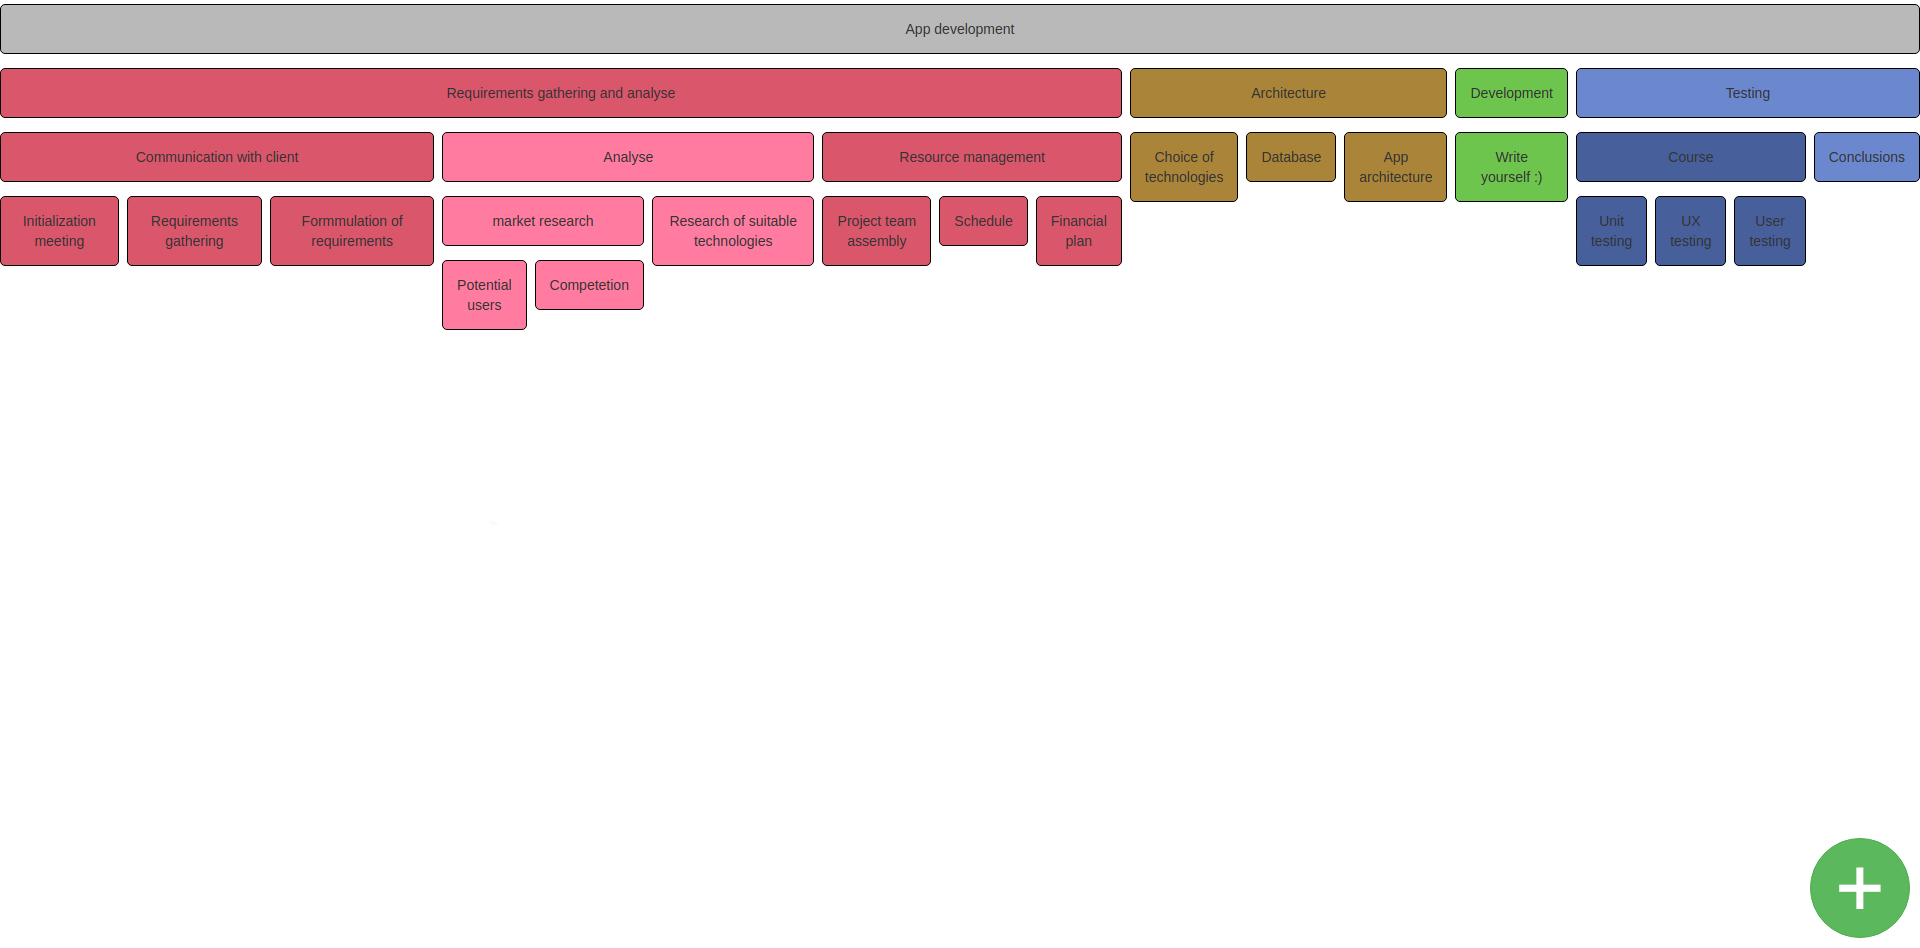 App development
Requirements gathering and analyse
Architecture
Development
Testing
Communication with client
Analyse
Resource management
Choice of
technologies
Database
App
architecture
Write
yourself :)
Course
Conclusions
Initialization
meeting
Requirements
gathering
Formmulation of
requirements
market research
Research of suitable
technologies
Project team
assembly
Schedule
Financial
plan
Unit
testing
UX
testing
User
testing
Potential
users
Competetion